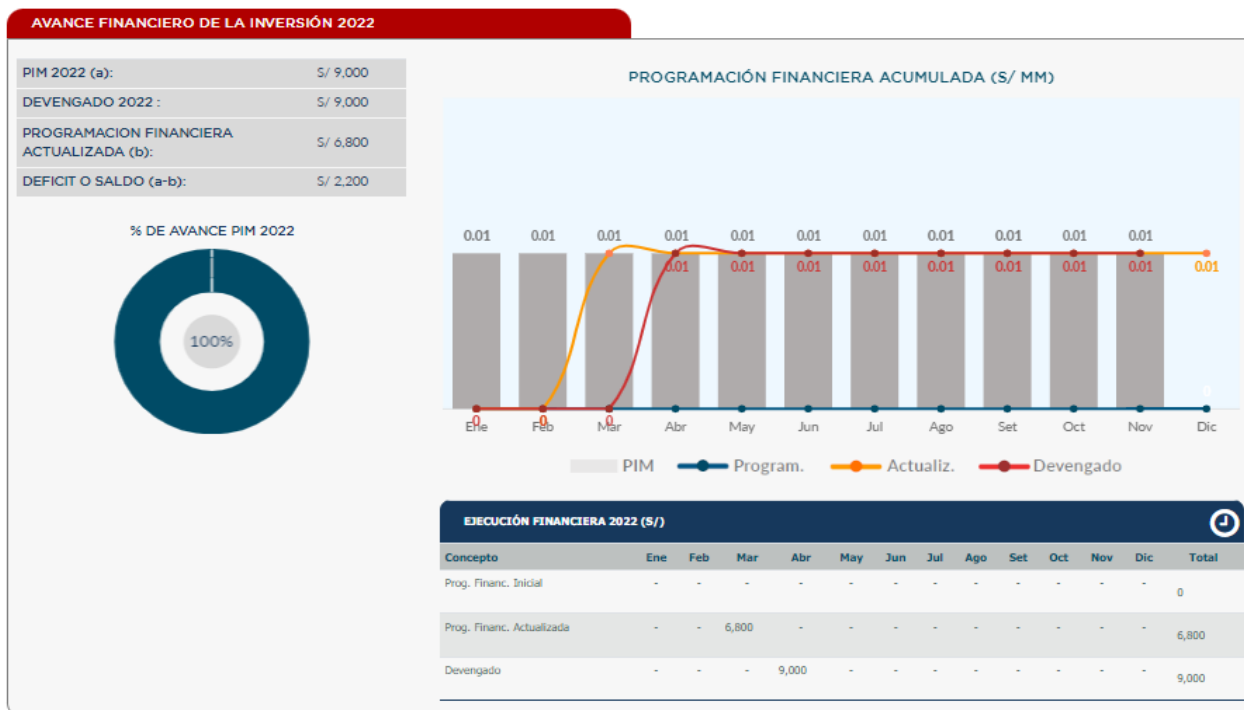 AVANCE FINANCIERO DE LA INVERSIÓN 2022
PIM 2022 (a): S/ 9,000
DEVENGADO 2022 : S/ 9,000
PROGRAMACION FINANCIERA
ACTUALIZADA (b): S/ 6,800
DEFICIT O SALDO (a-b): S/ 2,200
% DE AVANCE PIM 2022
100%
PROGRAMACIÓN FINANCIERA ACUMULADA (S/ MM)
0.01 0.01 0.01 0.01 0.01 0.01 0.01 0.01 0.01 0.01 0.01
0.01 0.01 0.01 0.01 0.01 0.01 0.01 0.01 0.01
0
0 0 0
Ene Feb Mar Abr May Jun Jul Ago Set Oct Nov Dic
PIM Program. Actualiz. Devengado
EJECUCIÓN FINANCIERA 2022 (S/)
Concepto Ene Feb Mar Abr May Jun Jul Ago Set Oct Nov Dic Total
Prog. Financ. Inicial - - - - - - - - - - - - 0
Prog. Financ. Actualizada - - 6,800 - - - - - - - - - 6,800
Devengado - - - 9,000 - - - - - - - - 9,000